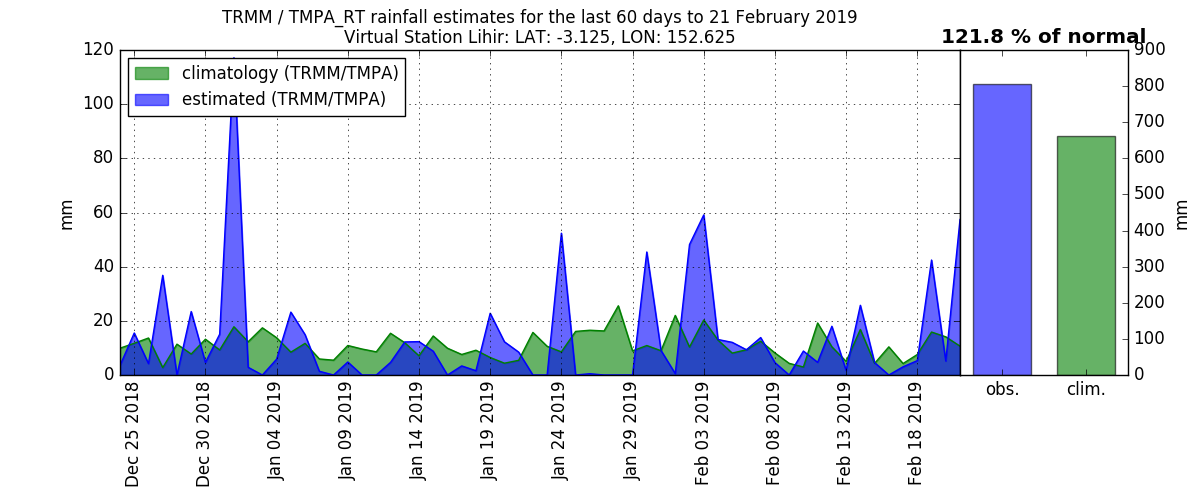 TRMM / TMPA_RT rainfall estimates for the last 60 days to 21 February 2019
Virtual Station Lihir: LAT: -3.125, LON: 152.625
121.8 % of normal
climatology (TRMM/TMPA)
estimated (TRMM/TMPA)
120
100
80
60
40
20
0
mm
900
800
700
600
500
400
300
200
100
0
mm
Dec 25 2018
Dec 30 2018
Jan 04 2019
Jan 09 2019
Jan 14 2019
Jan 19 2019
Jan 24 2019
Jan 29 2019
Feb 03 2019
Feb 08 2019
Feb 13 2019
Feb 18 2019
obs.
clim.